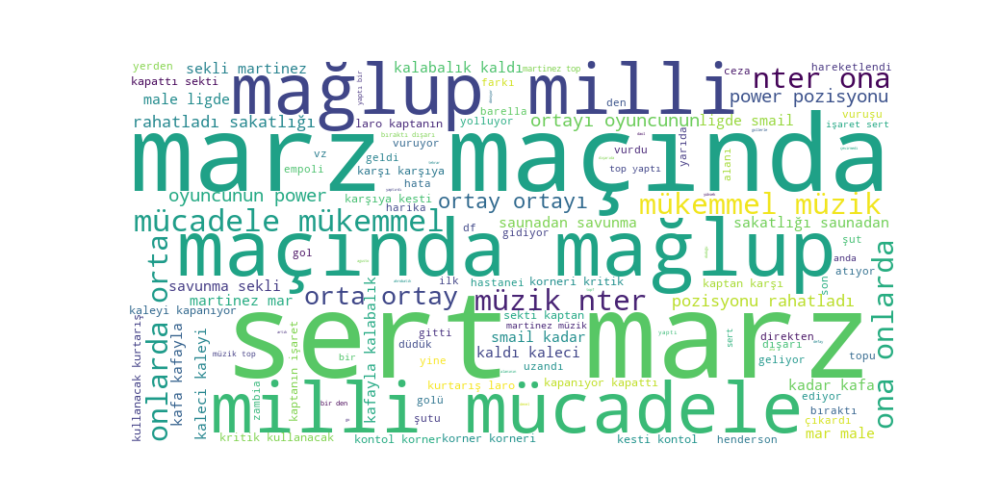 mağlup milli
marz maçında
maçında mağlup
sert marz
milli mücadele
yerden
sekli martinez
kalabalık kaldı
martinez top
ceza
hareketlendi
kapattı sekti
yaptı bir
farkı
nter ona
male ligde
barella
den
power pozisyonu
rahatladı sakatlığı
laro kaptanın
yolluyor
ortayı oyuncunun
ligde smail
vuruşu
işaret sert
bıraktı dışarı
vuruyor
vz
geldi
karşı karşıya
vurdu
yarıda
alanı
empoli
hata
top yaptı
oyuncunun power
karşıya kesti
harika
ortay ortayı
mükemmel müzik
mücadele mükemmel
df
gidiyor
saunadan savunma
sakatlığı saunadan
şut
gol
anda
atıyor
savunma sekli
ilk
hastanei
korneri kritik
kaptan karşı
son
martinez mar
orta ortay
müzik nter
pozisyonu rahatladı
kaleyi kapanıyor
sekti kaptan
direkten
onlarda orta
ona onlarda
kullanacak kurtarış
kafa kafayla
kaleci kaleyi
kafayla kalabalık
gitti
martinez müzik
yaptı
sert
dışarı
topu
düdük
smail kadar
müzik top
bir
yine
kaldı kaleci
geliyor
uzandı
zambia
kaptanın işaret
kurtarış laro
kapanıyor kapattı
kadar kafa
ediyor
bir den
golü
şutu
bıraktı
çıkardı
kritik kullanacak
kontol korner
korner korneri
kesti kontol
henderson
mar male